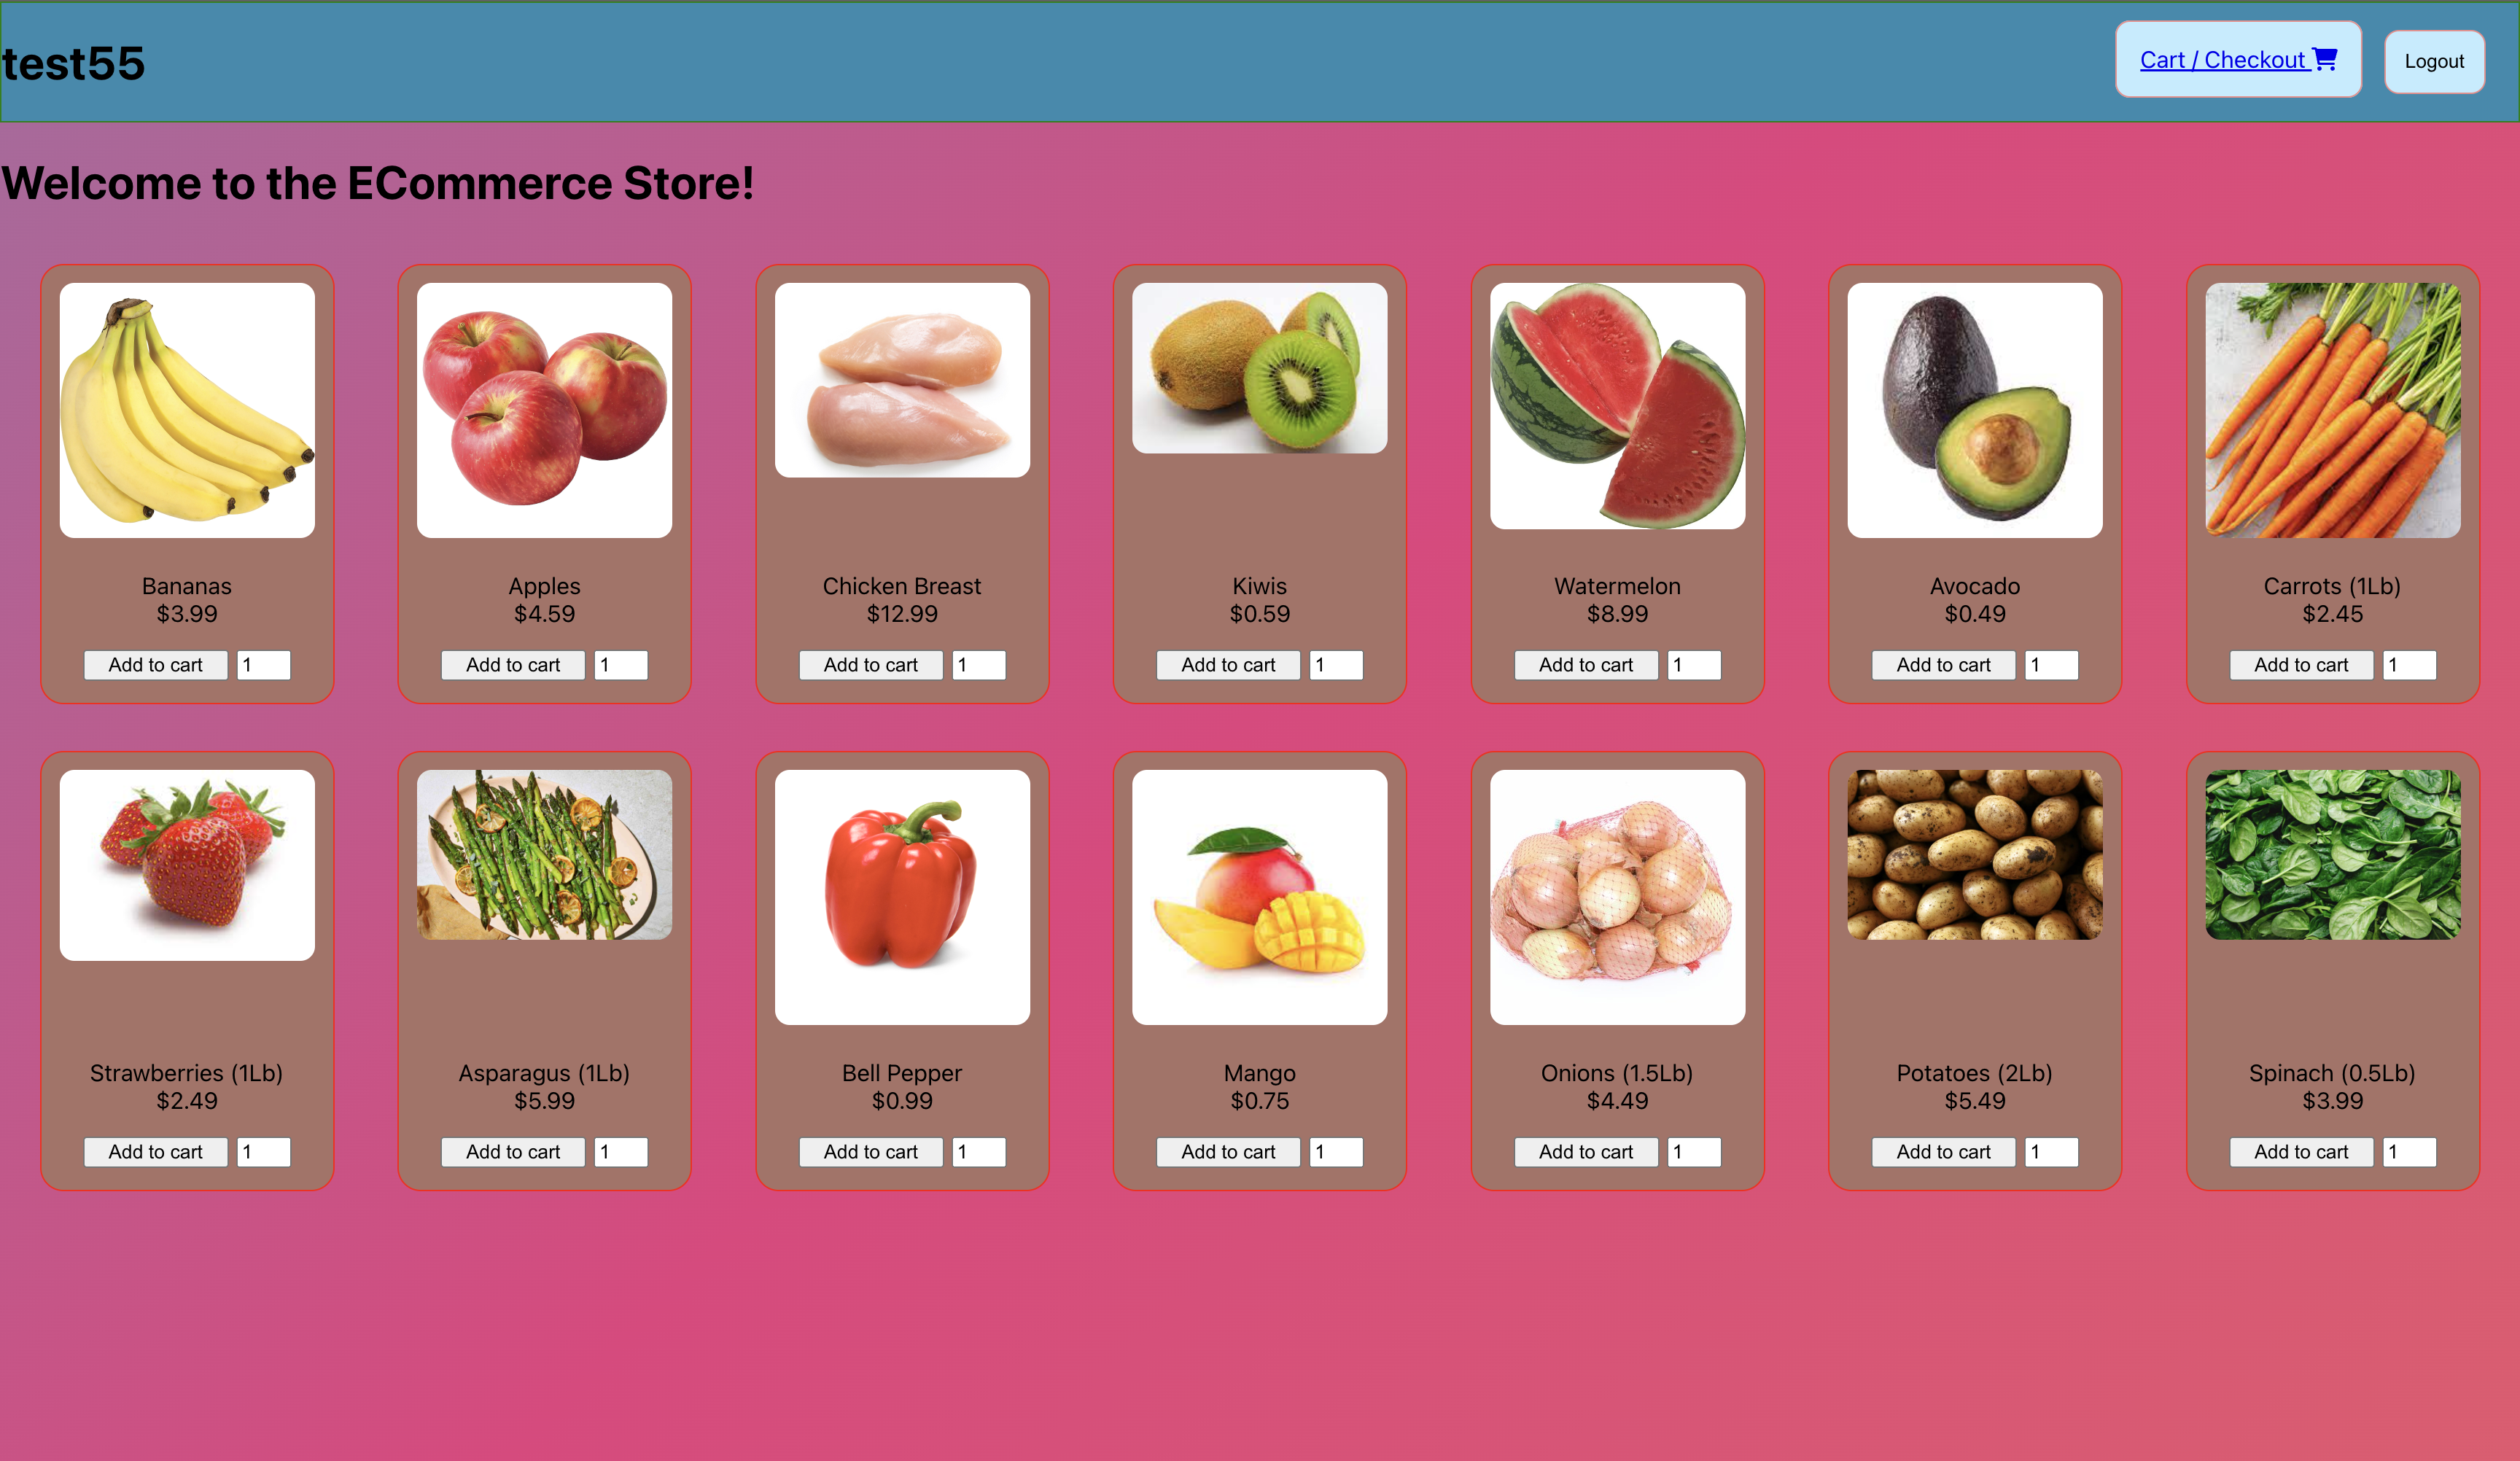 test55
Cart / Checkout
Logout
Welcome to the ECommerce Store!
Bananas
$3.99
Add to cart 1
Apples
$4.59
Add to cart 1
Chicken Breast
$12.99
Add to cart 1
Kiwis
$0.59
Add to cart 1
Watermelon
$8.99
Add to cart 1
Avocado
$0.49
Add to cart 1
Carrots (1Lb)
$2.45
Add to cart 1
Strawberries (1Lb)
$2.49
Add to cart 1
Asparagus (1Lb)
$5.99
Add to cart 1
Bell Pepper
$0.99
Add to cart 1
Mango
$0.75
Add to cart 1
Onions (1.5Lb)
$4.49
Add to cart 1
Potatoes (2Lb)
$5.49
Add to cart 1
Spinach (0.5Lb)
$3.99
Add to cart 1